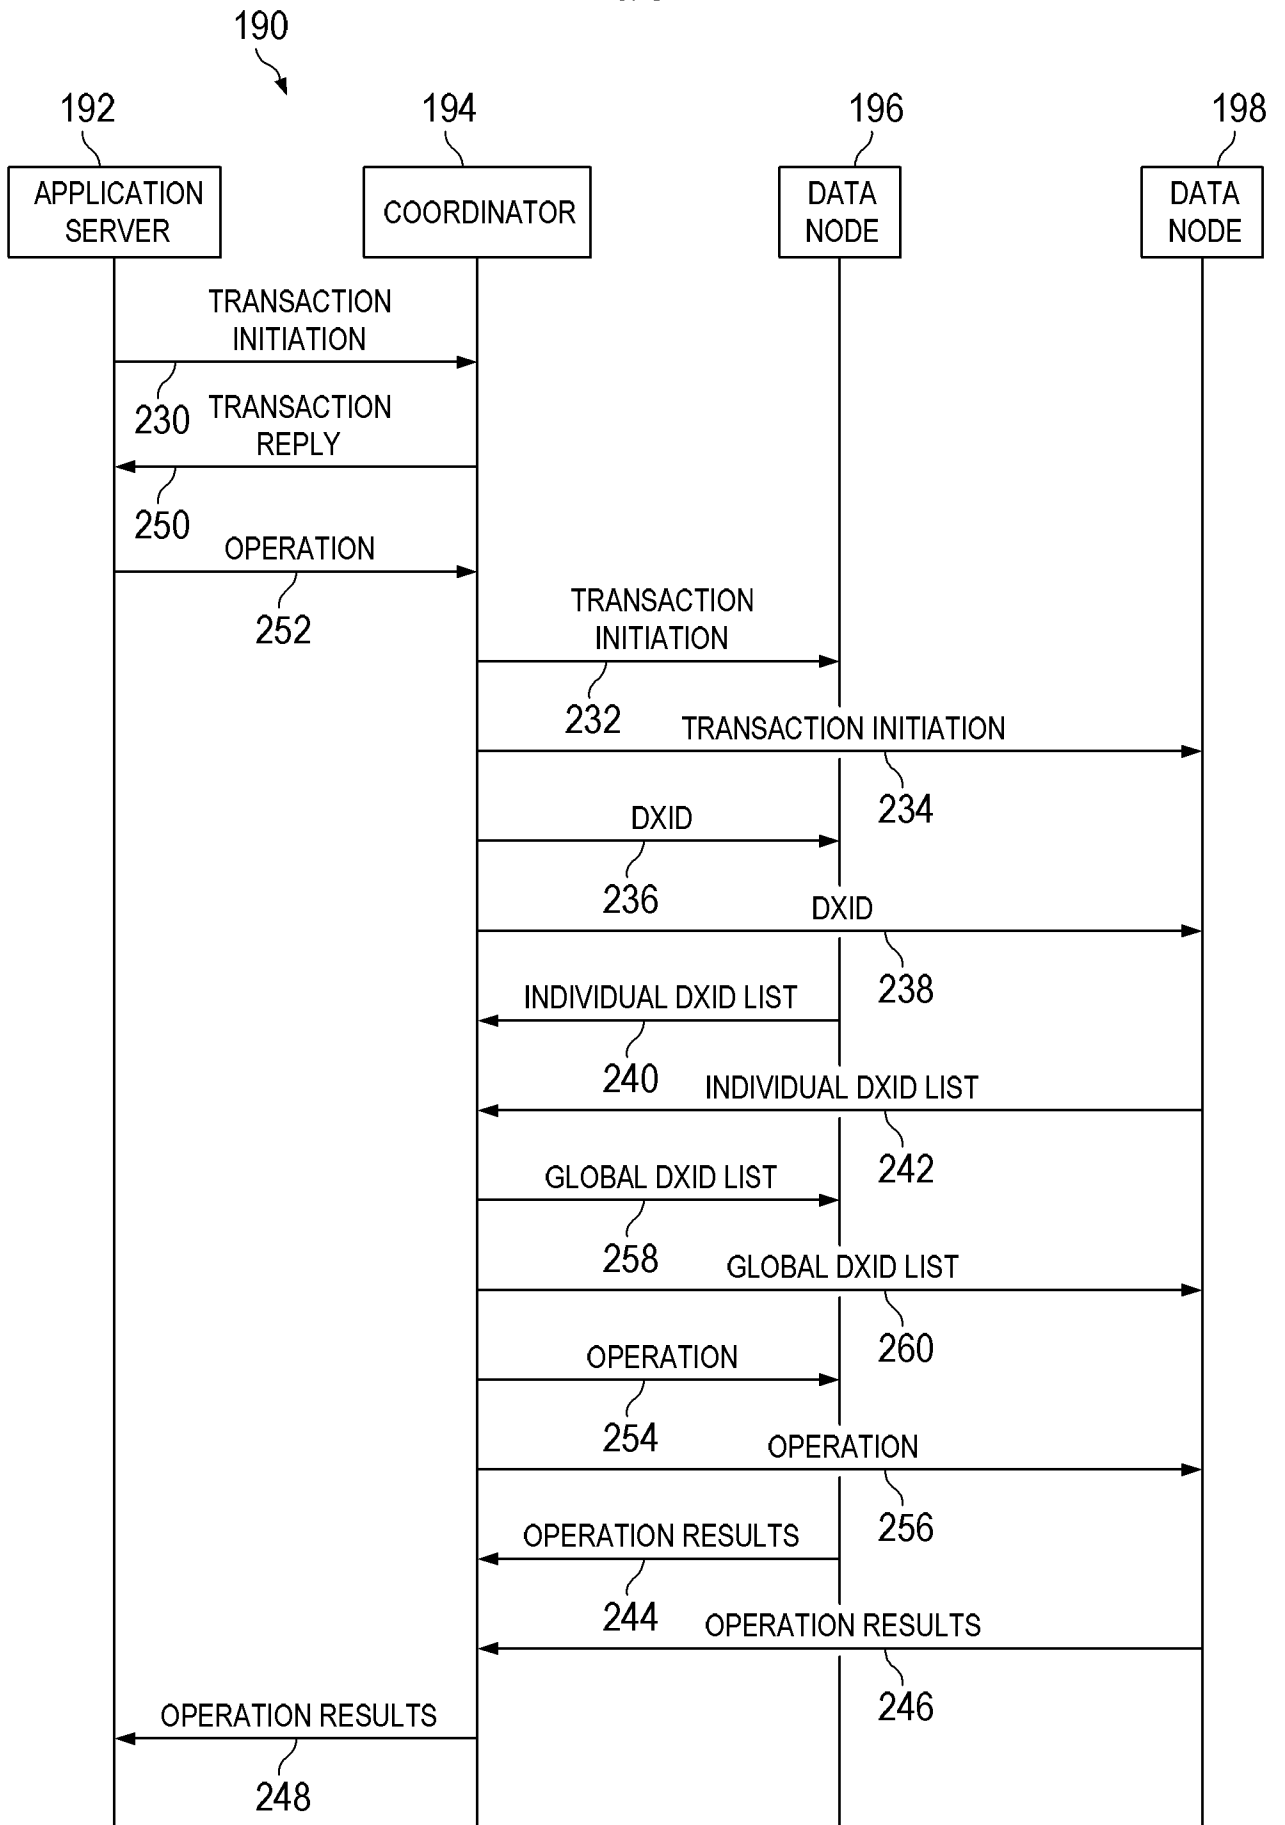 190
192
194
196
198
APPLICATION
SERVER
COORDINATOR
DATA
NODE
DATA
NODE
TRANSACTION
INITIATION
230
TRANSACTION
REPLY
250
OPERATION
252
TRANSACTION
INITIATION
232
TRANSACTION INITIATION
234
DXID
236
DXID
238
INDIVIDUAL DXID LIST
240
INDIVIDUAL DXID LIST
242
GLOBAL DXID LIST
258
GLOBAL DXID LIST
260
OPERATION
254
OPERATION
256
OPERATION RESULTS
244
OPERATION RESULTS
246
OPERATION RESULTS
248